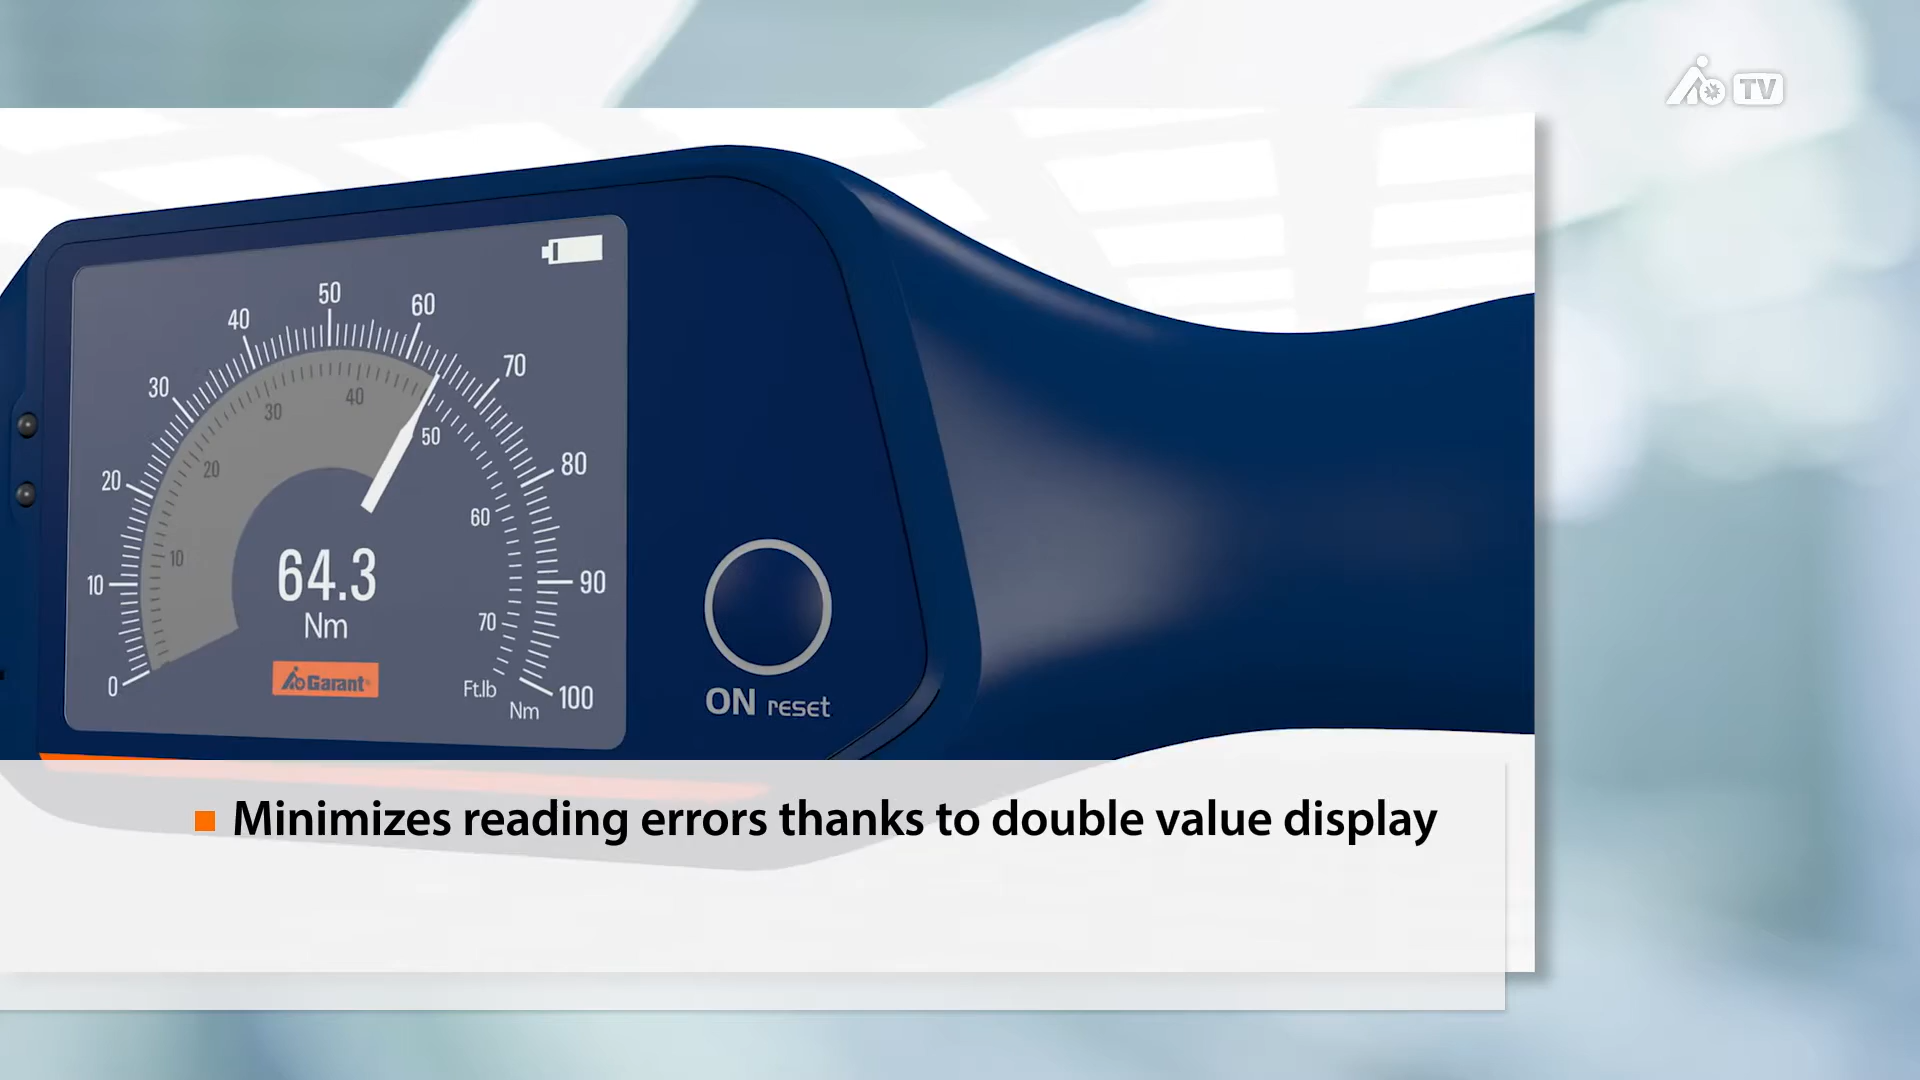 TV
50
40
60
30
70
40
30
50
20
80
20
60
10
64.3
10
90
Nm
70
0
Garant
Ft.lb
Nm
100
ON reset
Minimizes reading errors thanks to double value display